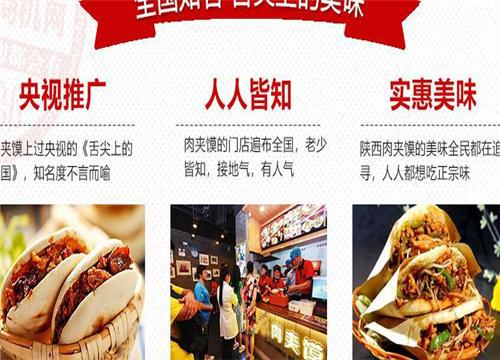 全国知名 舌尖上的美味
央视推广
人人皆知
实惠美味
夹馍上过央视的《舌尖上的
国》，知名度不言而喻
肉夹馍的门店遍布全国，老少
皆知，接地气，有人气
陕西肉夹馍的美味全民都在追
寻，人人都想吃正宗味
肉夹馍